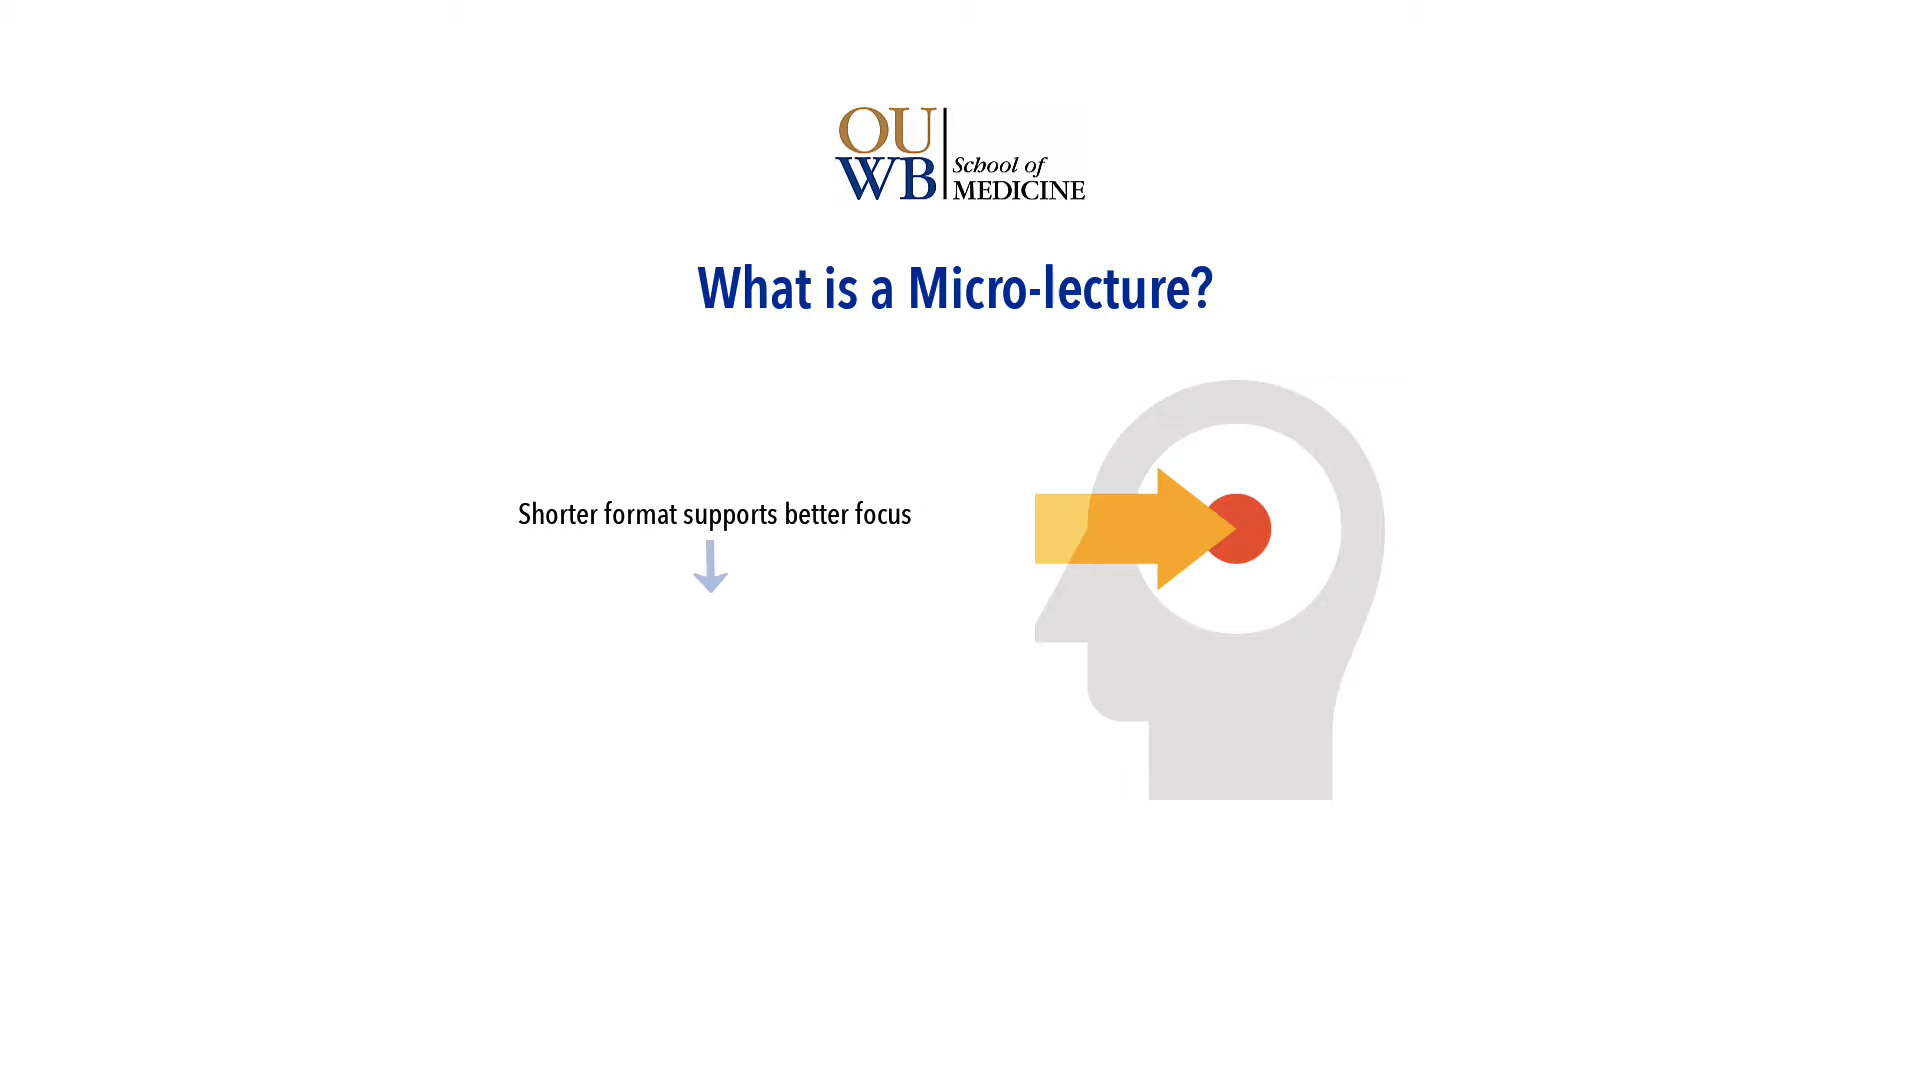 OU
WB
School of
MEDICINE
What is a Micro-lecture?
Shorter format supports better focus